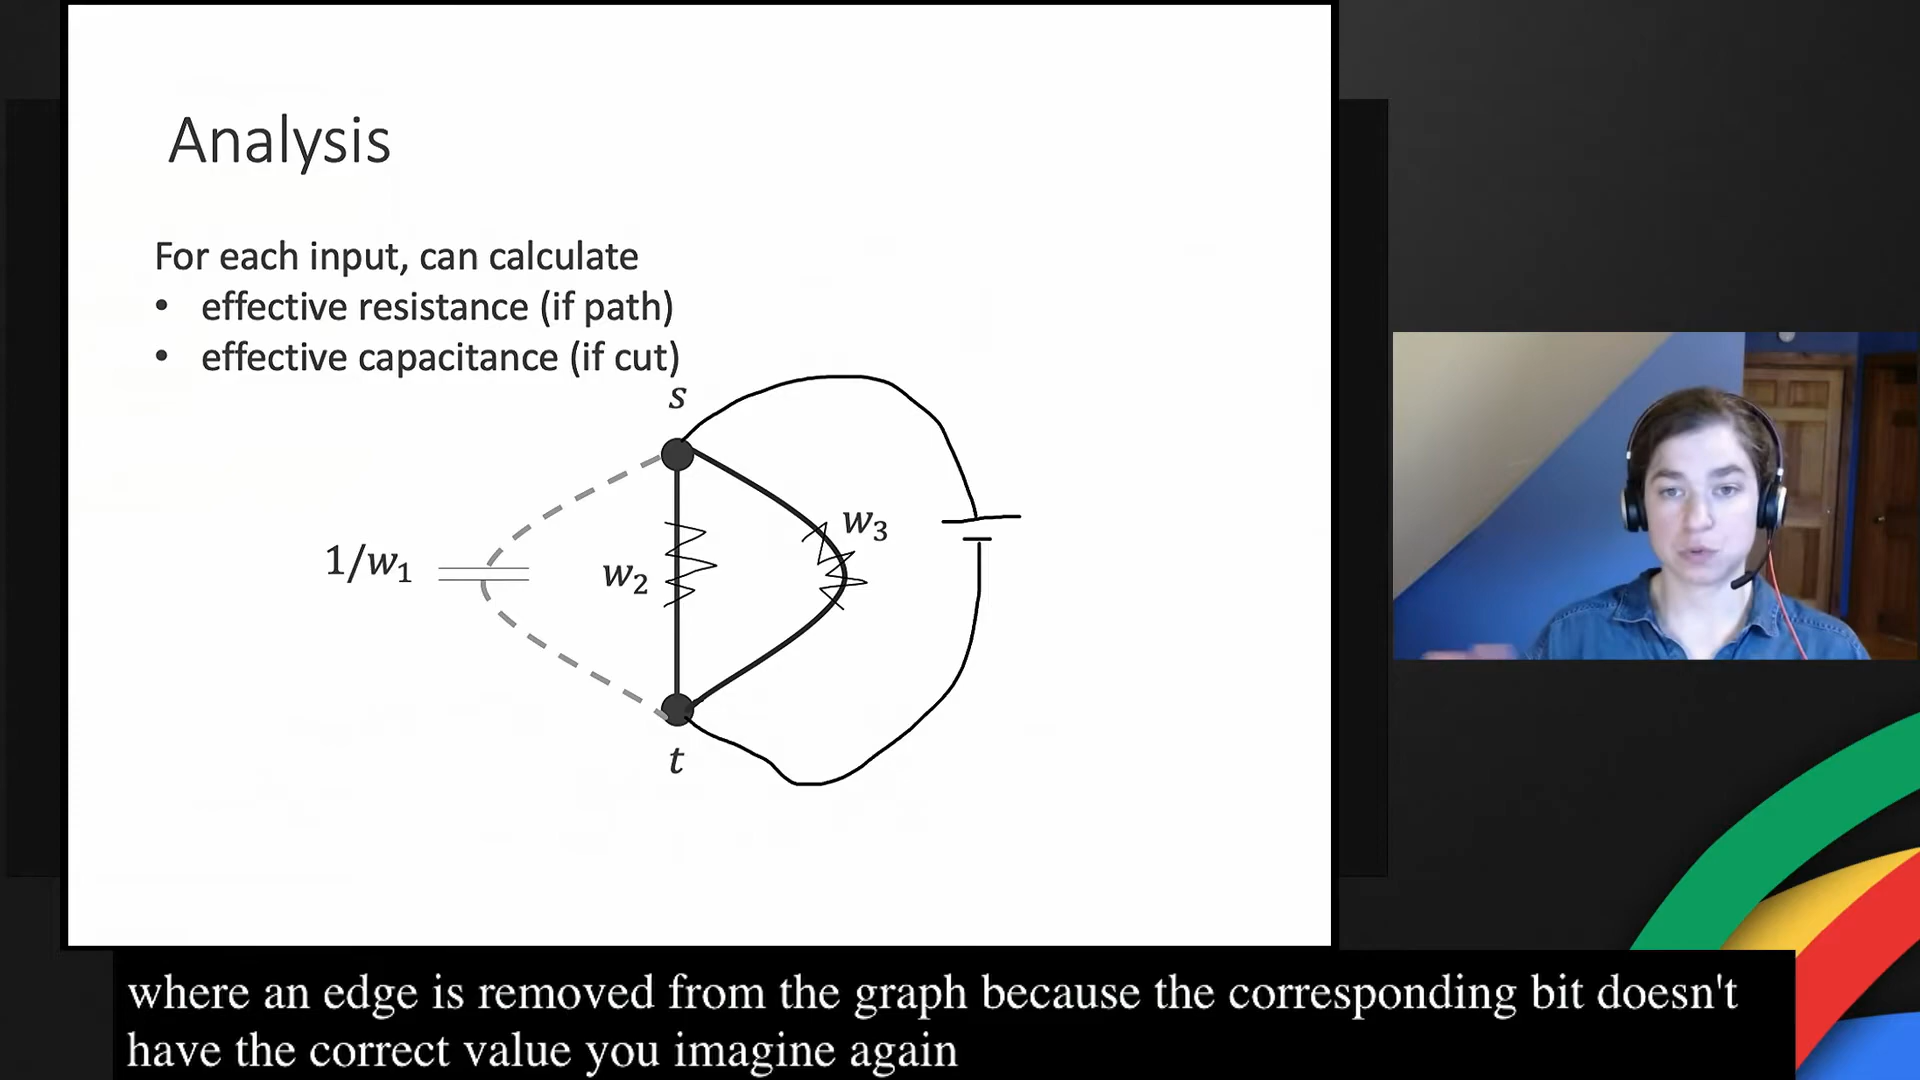 Analysis
For each input, can calculate
• effective resistance (if path)
• effective capacitance (if cut)
s
w₃
1/w₁
w₂
t
where an edge is removed from the graph because the corresponding bit doesn't
have the correct value you imagine again